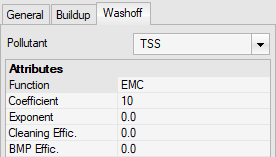 General Buildup Washoff
Pollutant TSS
Attributes
Function EMC
Coefficient 10
Exponent 0.0
Cleaning Effic. 0.0
BMP Effic. 0.0